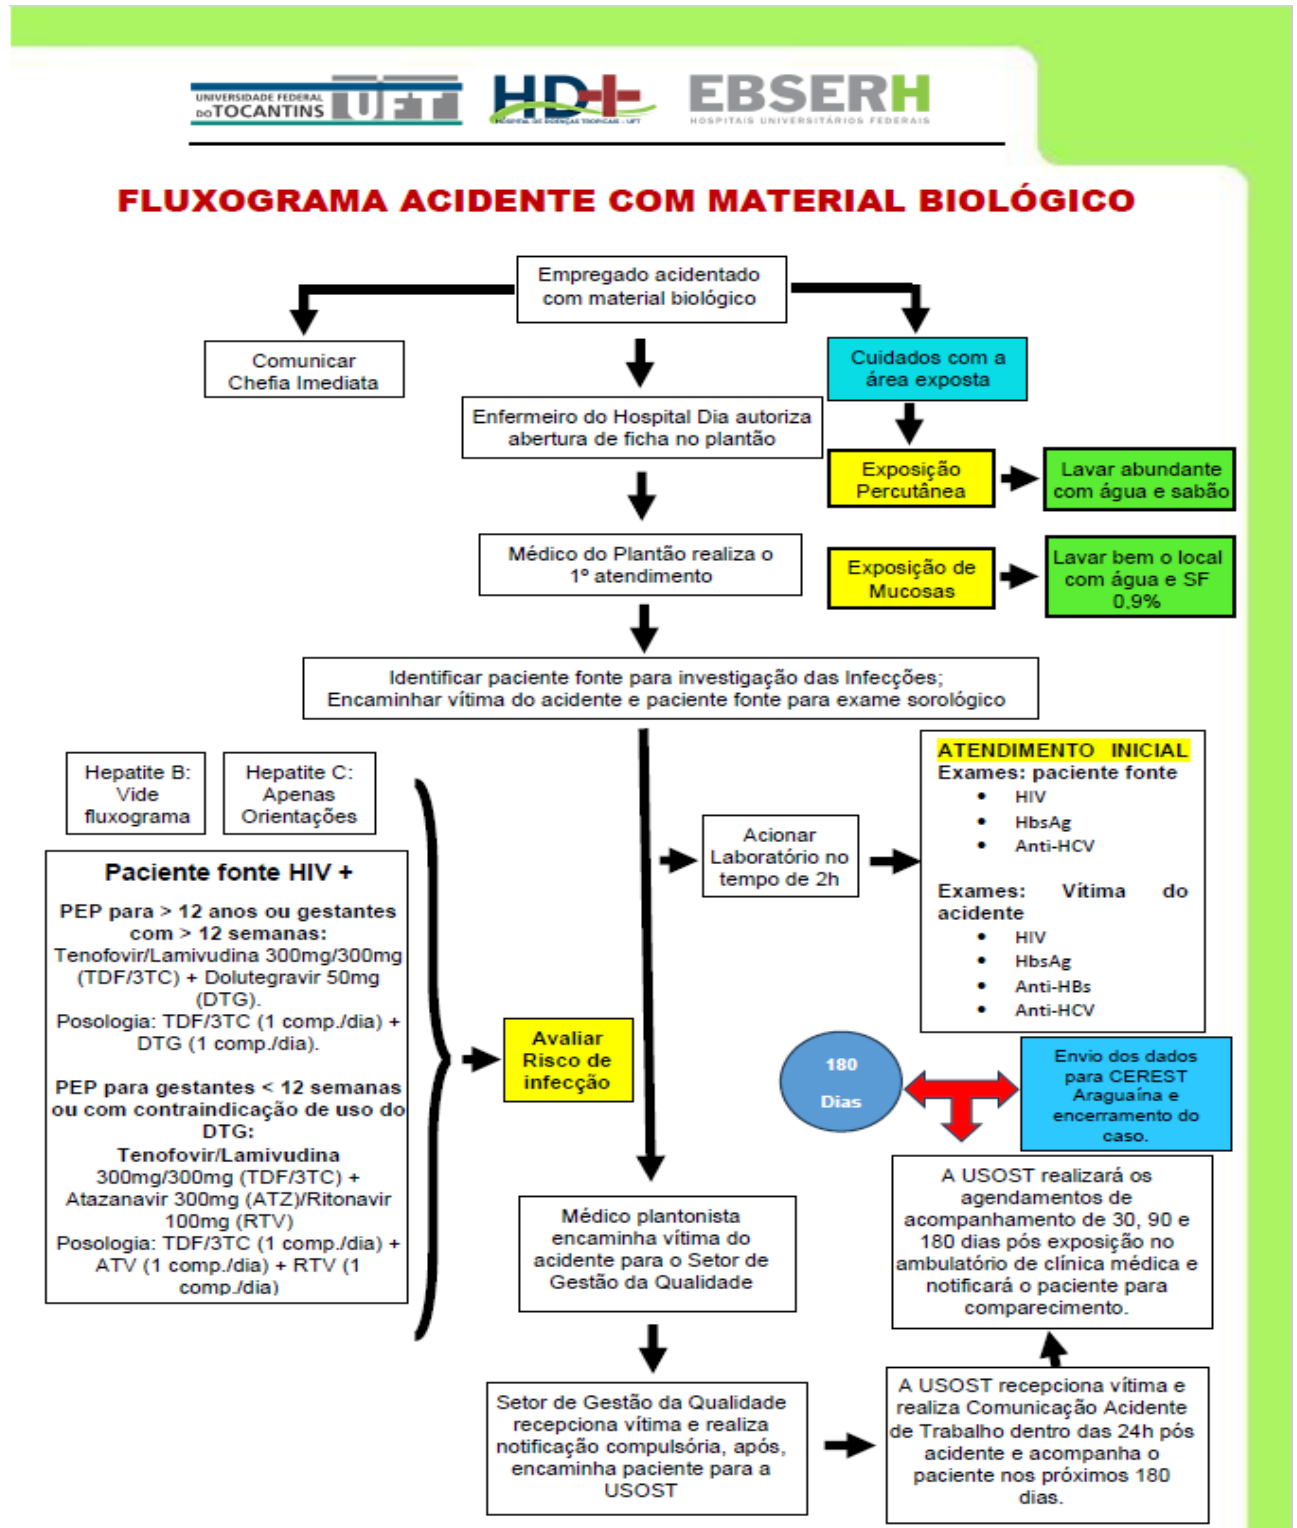 UNIVERSIDADE FEDERAL
DO TOCANTINS
UFT
HD+
HOSPITAL DE DOENÇAS TROPICAIS - UFT
EBSERH
HOSPITAIS UNIVERSITÁRIOS FEDERAIS
FLUXOGRAMA ACIDENTE COM MATERIAL BIOLÓGICO
Empregado acidentado
com material biológico
Comunicar
Chefia Imediata
Cuidados com a
área exposta
Enfermeiro do Hospital Dia autoriza
abertura de ficha no plantão
Exposição
Percutânea
Lavar abundante
com água e sabão
Médico do Plantão realiza o
1º atendimento
Exposição de
Mucosas
Lavar bem o local
com água e SF
0,9%
Identificar paciente fonte para investigação das Infecções;
Encaminhar vítima do acidente e paciente fonte para exame sorológico
Hepatite B:
Vide
fluxograma
Hepatite C:
Apenas
Orientações
Acionar
Laboratório no
tempo de 2h
ATENDIMENTO INICIAL
Exames: paciente fonte
• HIV
• HbsAg
• Anti-HCV
Exames: Vítima do
acidente
• HIV
• HbsAg
• Anti-HBs
• Anti-HCV
Paciente fonte HIV +
PEP para > 12 anos ou gestantes
com > 12 semanas:
Tenofovir/Lamivudina 300mg/300mg
(TDF/3TC) + Dolutegravir 50mg
(DTG).
Posologia: TDF/3TC (1 comp./dia) +
DTG (1 comp./dia).
PEP para gestantes < 12 semanas
ou com contraindicação de uso do
DTG:
Tenofovir/Lamivudina
300mg/300mg (TDF/3TC) +
Atazanavir 300mg (ATZ)/Ritonavir
100mg (RTV)
Posologia: TDF/3TC (1 comp./dia) +
ATV (1 comp./dia) + RTV (1
comp./dia)
Avaliar
Risco de
infecção
180
Dias
Envio dos dados
para CEREST
Araguaína e
encerramento do
caso.
Médico plantonista
encaminha vítima do
acidente para o Setor de
Gestão da Qualidade
A USOST realizará os
agendamentos de
acompanhamento de 30, 90 e
180 dias pós exposição no
ambulatório de clínica médica e
notificará o paciente para
comparecimento.
Setor de Gestão da Qualidade
recepciona vítima e realiza
notificação compulsória, após,
encaminha paciente para a
USOST
A USOST recepciona vítima e
realiza Comunicação Acidente
de Trabalho dentro das 24h pós
acidente e acompanha o
paciente nos próximos 180
dias.